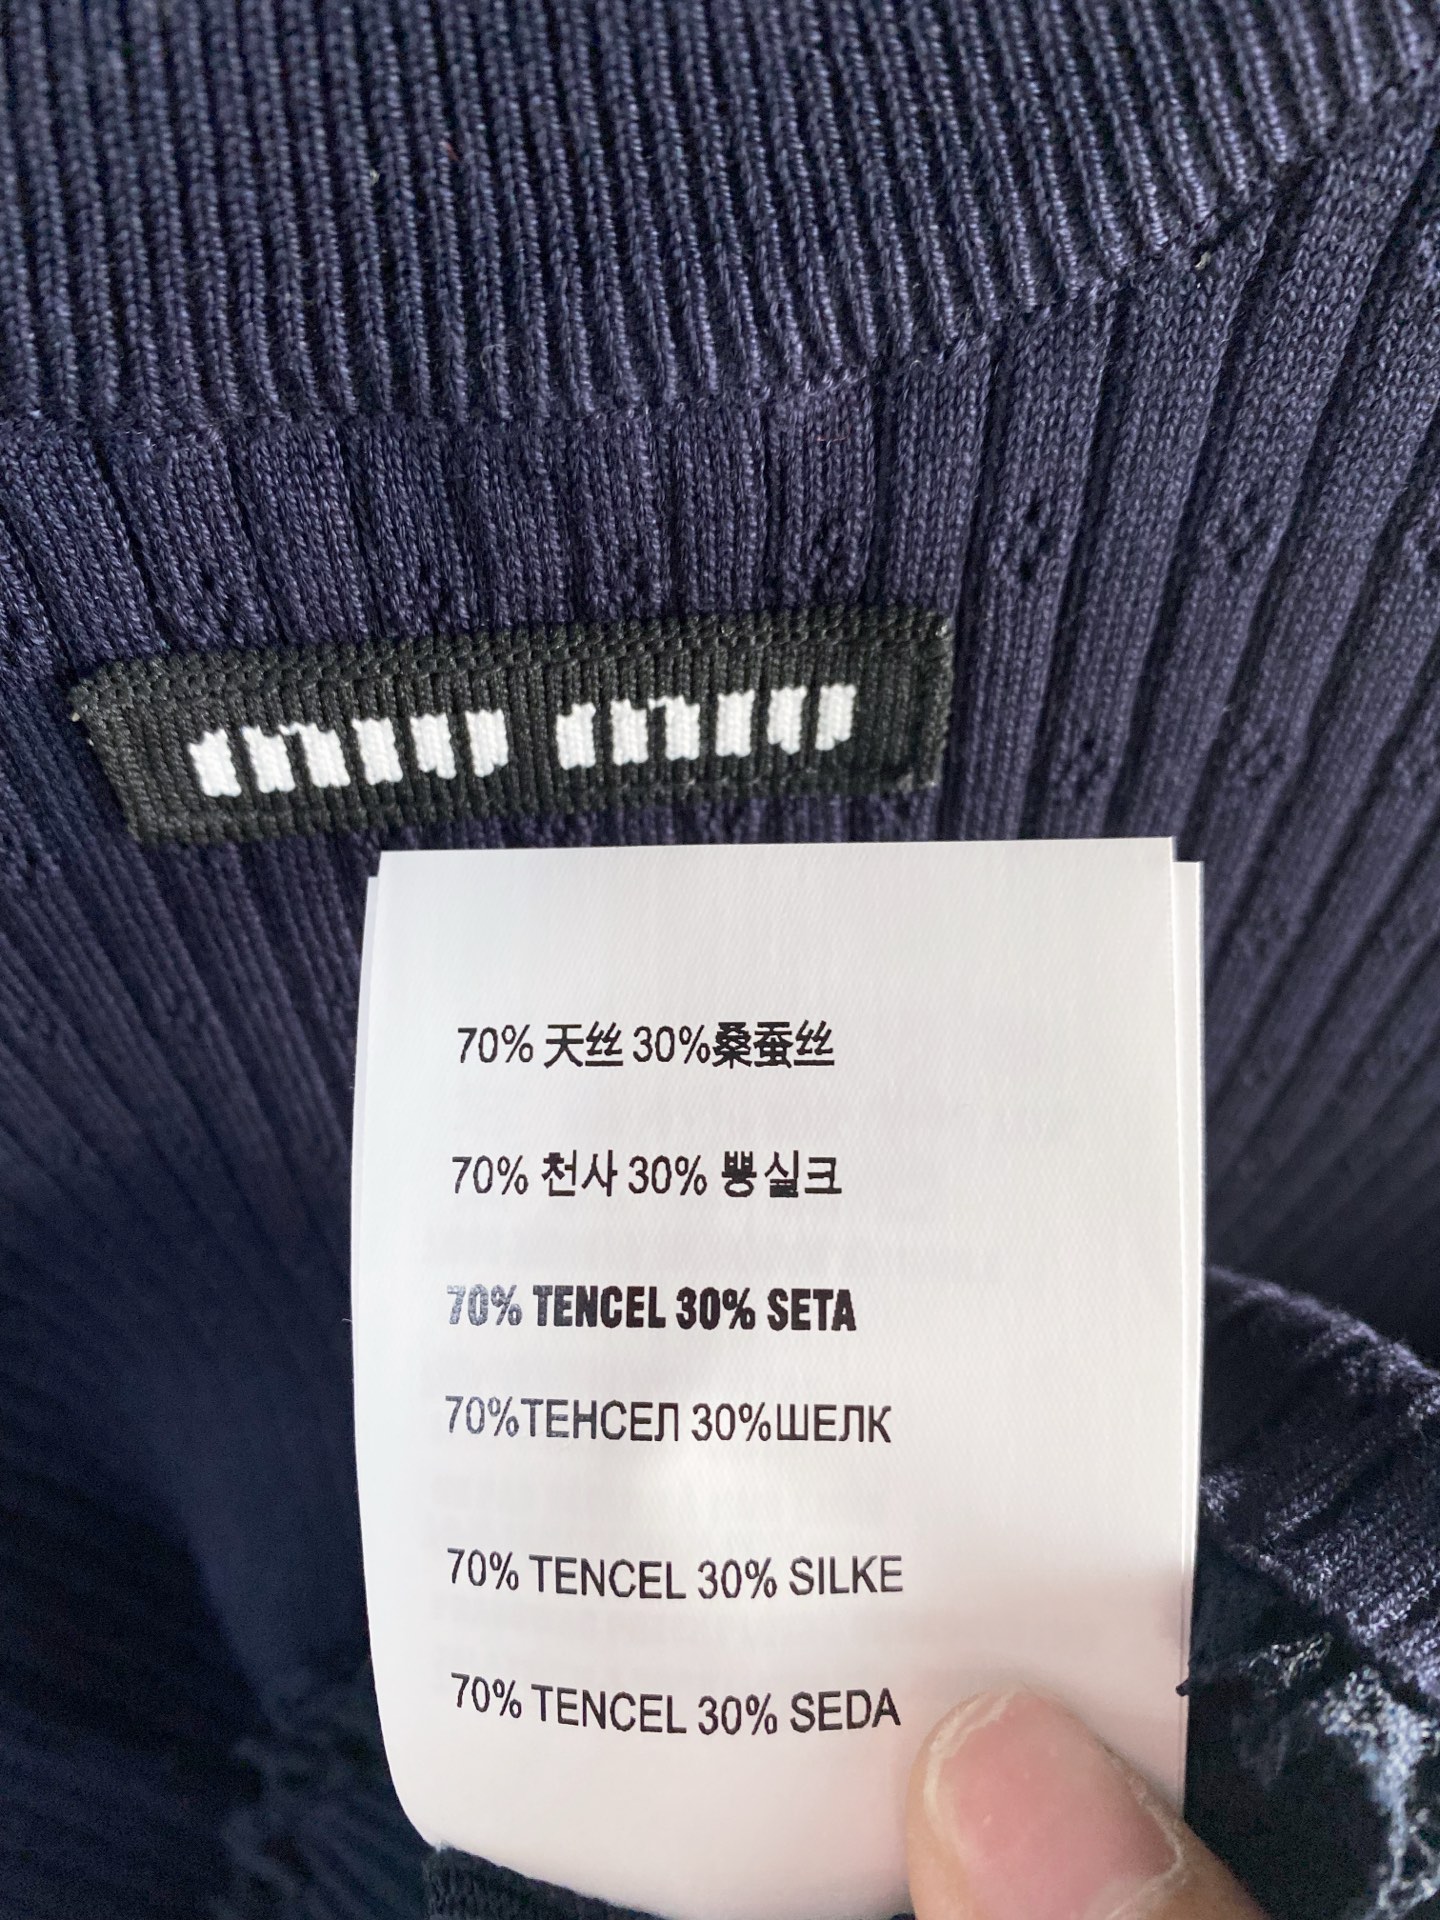 miu miu
70% 天丝 30%桑蚕丝
70% 천사 30% 뽕실크
70% TENCEL 30% SETA
70%ТЕНСЕЛ 30%ШЕЛК
70% TENCEL 30% SILKE
70% TENCEL 30% SEDA